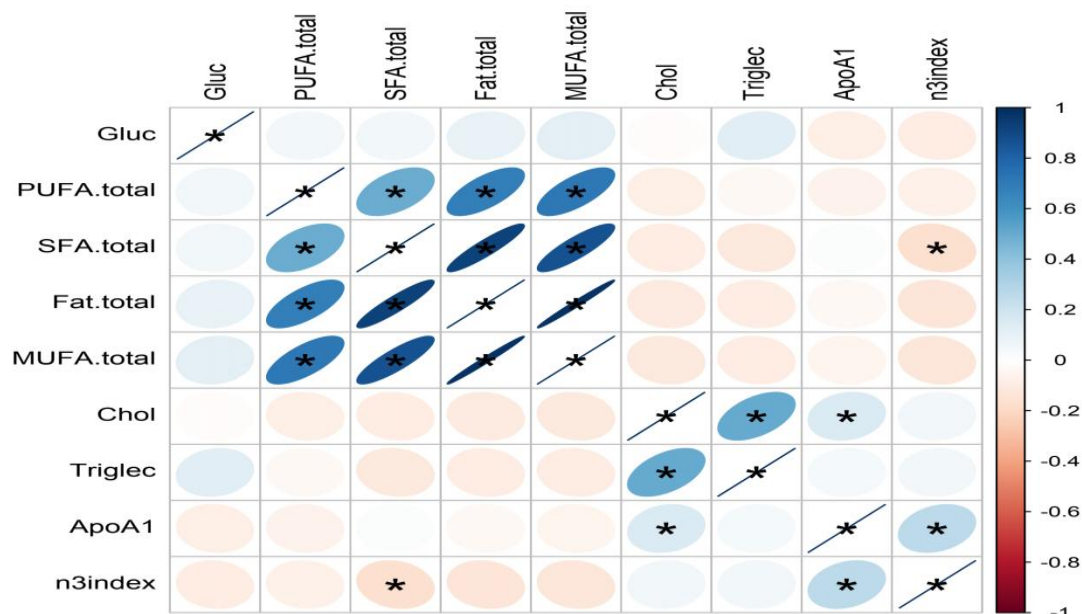 Gluc PUFA.total SFA.total Fat.total MUFA.total Chol Triglec ApoA1 n3index
Gluc *
PUFA.total * * * *
SFA.total * * * * *
Fat.total * * * *
MUFA.total * * * *
Chol * * *
Triglec * *
ApoA1 * * *
n3index * * *
1
0.8
0.6
0.4
0.2
0
-0.2
-0.4
-0.6
-0.8
-1